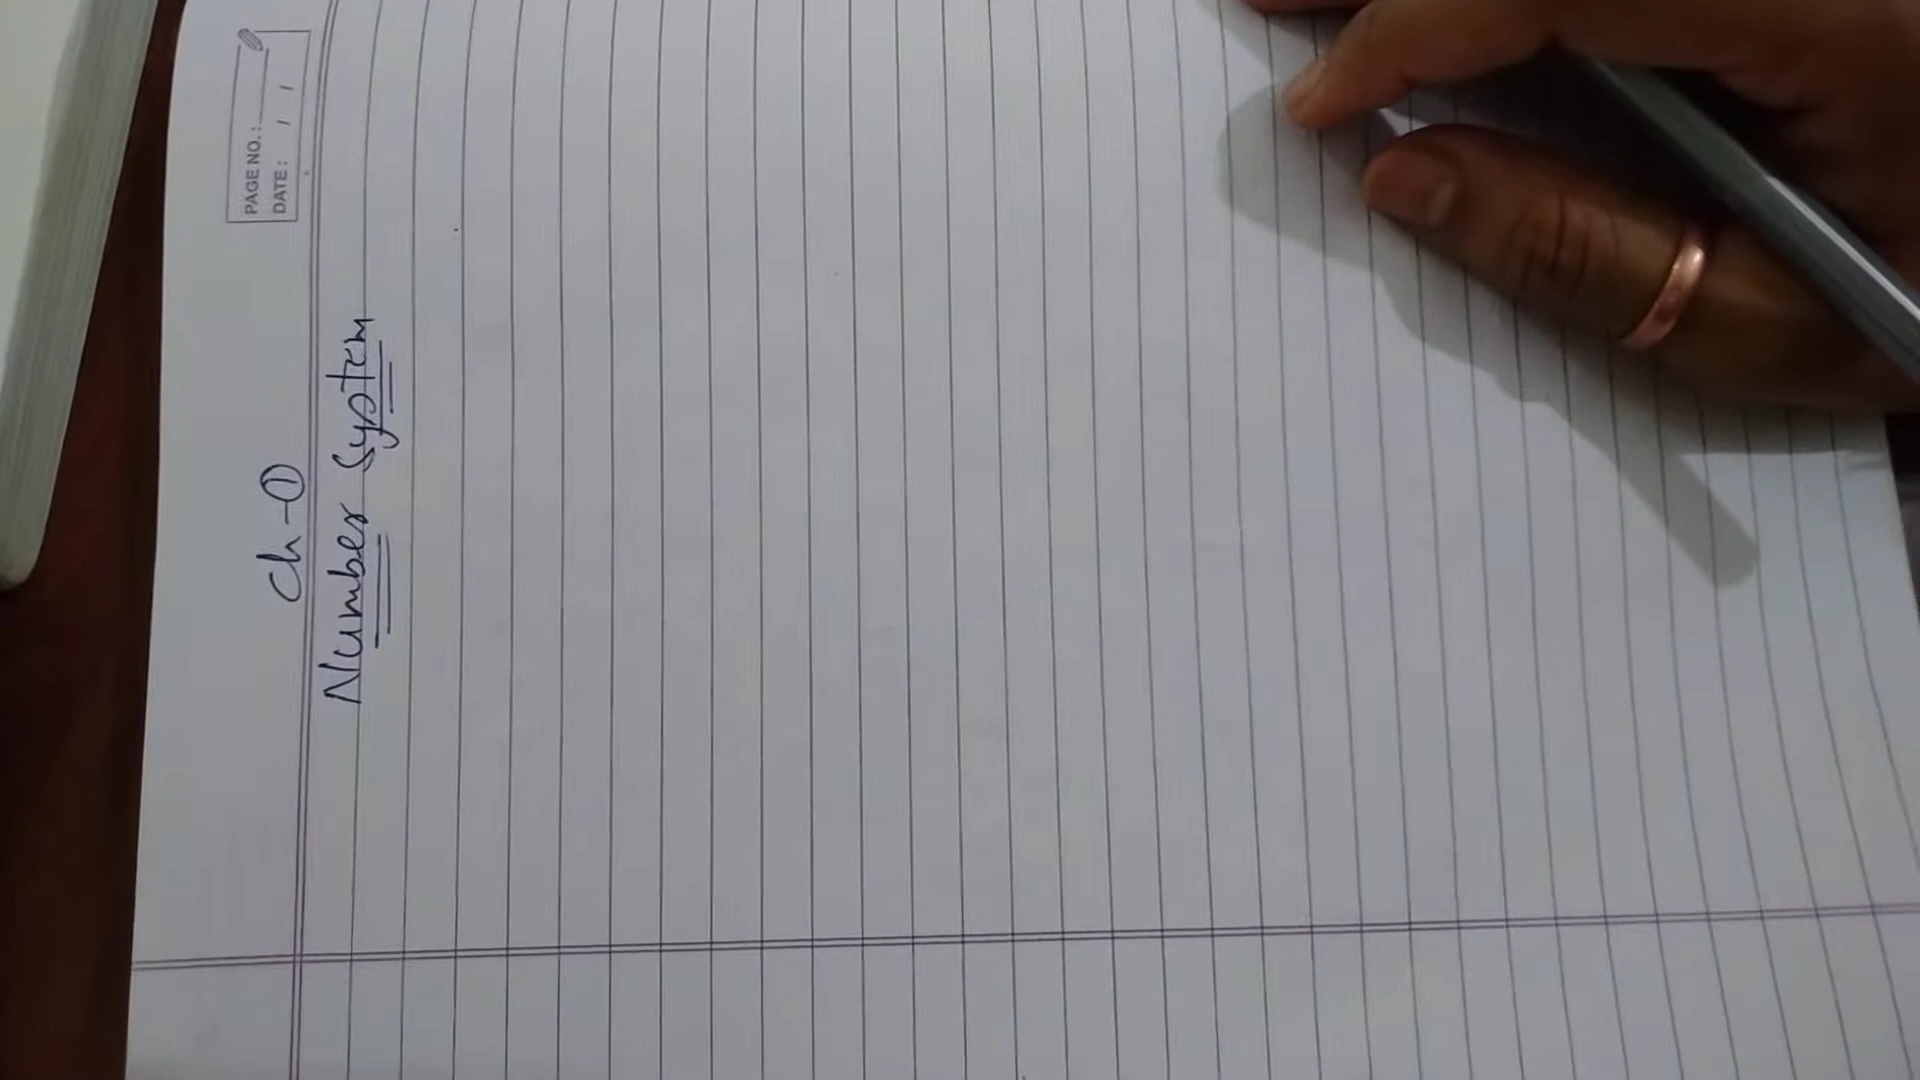 PAGE NO. :
DATE : / /
Ch-①
Number System